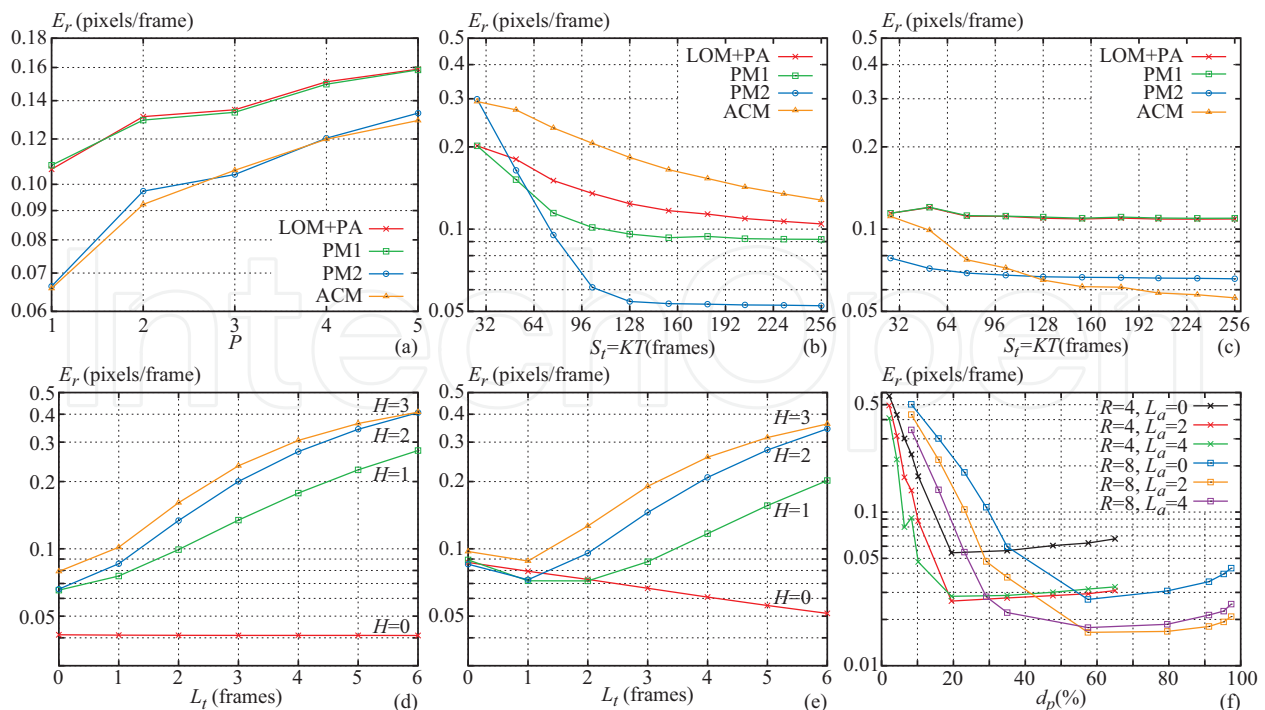 E_r (pixels/frame)
0.18
0.16
0.14
0.12
0.10
0.09
0.08
0.07
0.06
1
2
3
4
5
P
(a)
LOM+PA
PM1
PM2
ACM
E_r (pixels/frame)
0.5
0.4
0.3
0.2
0.1
0.05
32
64
96
128
160
192
224
256
S_t=KT(frames)
(b)
LOM+PA
PM1
PM2
ACM
E_r (pixels/frame)
0.5
0.4
0.3
0.2
0.1
0.05
32
64
96
128
160
192
224
256
S_t=KT(frames)
(c)
LOM+PA
PM1
PM2
ACM
E_r (pixels/frame)
0.5
0.4
0.3
0.2
0.1
0.05
0
1
2
3
4
5
6
L_t (frames)
(d)
H=3
H=2
H=1
H=0
E_r (pixels/frame)
0.5
0.4
0.3
0.2
0.1
0.05
0
1
2
3
4
5
6
L_t (frames)
(e)
H=3
H=2
H=1
H=0
E_r (pixels/frame)
0.5
0.1
0.05
0.01
0
20
40
60
80
100
d_p(%)
(f)
R=4, L_a=0
R=4, L_a=2
R=4, L_a=4
R=8, L_a=0
R=8, L_a=2
R=8, L_a=4
IntechOpen